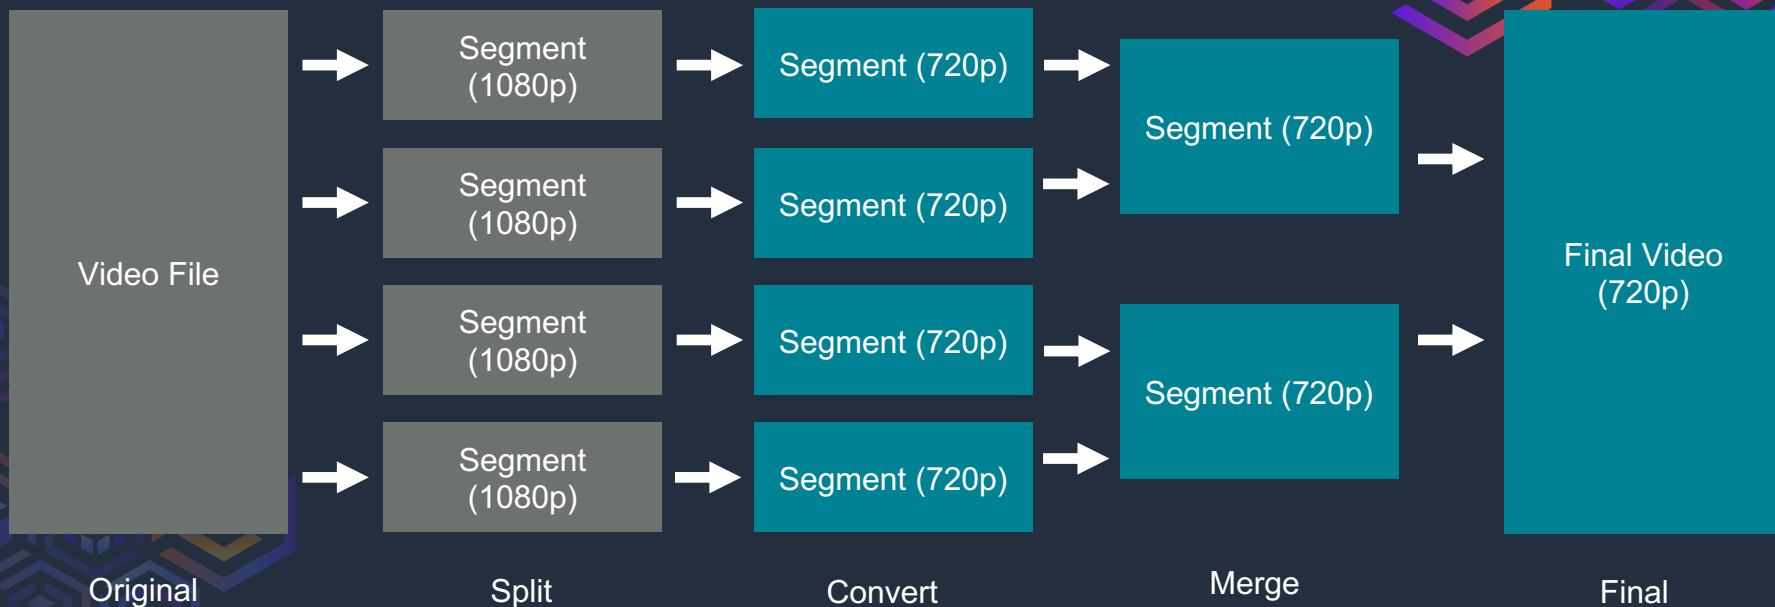 Video File
Segment
(1080p)
Segment
(1080p)
Segment
(1080p)
Segment
(1080p)
Segment (720p)
Segment (720p)
Segment (720p)
Segment (720p)
Segment (720p)
Segment (720p)
Final Video
(720p)
Original
Split
Convert
Merge
Final